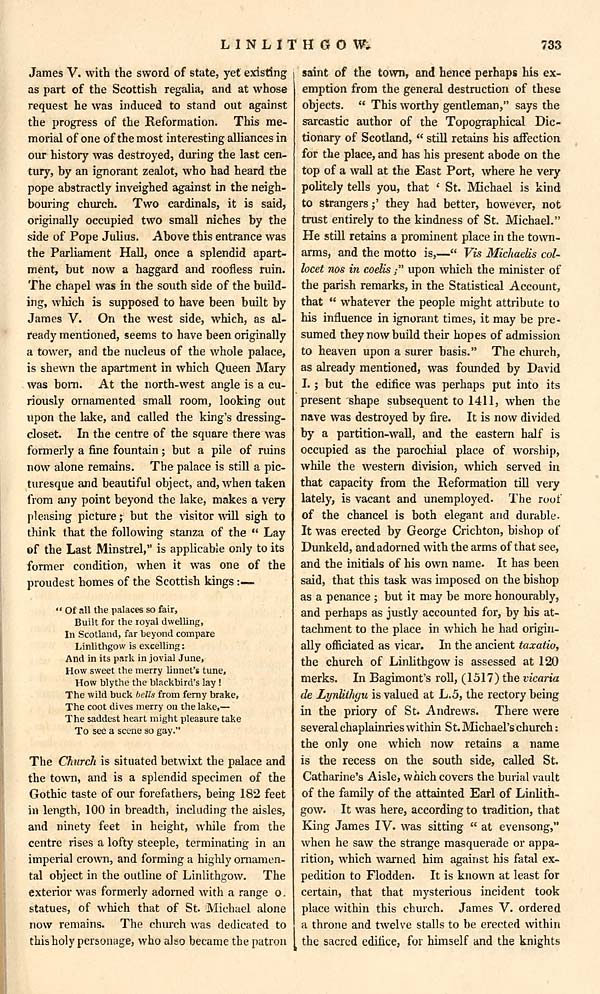 LINLITHGOW.
733
James V. with the sword of state, yet existing
as part of the Scottish regalia, and at whose
request he was induced to stand out against
the progress of the Reformation. This me-
morial of one of the most interesting alliances in
our history was destroyed, during the last cen-
tury, by an ignorant zealot, who had heard the
pope abstractly inveighed against in the neigh-
bouring church. Two cardinals, it is said,
originally occupied two small niches by the
side of Pope Julius. Above this entrance was
the Parliament Hall, once a splendid apart-
ment, but now a haggard and roofless ruin.
The chapel was in the south side of the build-
ing, which is supposed to have been built by
James V. On the west side, which, as al-
ready mentioned, seems to have been originally
a tower, and the nucleus of the whole palace,
is shewn the apartment in which Queen Mary
was born. At the north-west angle is a cu-
riously ornamented small room, looking out
upon the lake, and called the king's dressing-
closet. In the centre of the square there was
formerly a fine fountain; but a pile of ruins
now alone remains. The palace is still a pic-
turesque and beautiful object, and, when taken
from any point beyond the lake, makes a very
pleasing picture; but the visitor will sigh to
think that the following stanza of the " Lay
of the Last Minstrel," is applicable only to its
former condition, when it was one of the
proudest homes of the Scottish kings :—
" Of all the palaces so fair,
Built for the royal dwelling,
In Scotland, far beyond compare
Linlithgow is excelling:
And in its park in jovial June,
How sweet the merry linnet's tune,
How blythe the blackbird's lay !
The wild buck bells from ferny brake,
The coot dives merry on the lake,—
The saddest heart might pleasure take
To see a scene so gay."
The Church is situated betwixt the palace and
the town, and is a splendid specimen of the
Gothic taste of our forefathers, being 182 feet
in length, 100 in breadth, including the aisles,
and ninety feet in height, while from the
centre rises a lofty steeple, terminating in an
imperial crown, and forming a highly ornamen-
tal object in the outline of Linlithgow. The
exterior was formerly adorned with a range o.
statues, of which that of St. Michael alone
now remains. The church was dedicated to
this holy personage, who also became the patron
saint of the town, and hence perhaps his ex-
emption from the general destruction of these
objects. " This worthy gentleman," says the
sarcastic author of the Topographical Dic-
tionary of Scotland, " still retains his affection
for the place, and has his present abode on the
top of a wall at the East Port, where he very
politely tells you, that ' St. Michael is kind
to strangers;' they had better, however, not
trust entirely to the kindness of St. Michael."
He still retains a prominent place in the town-
arms, and the motto is,—" Vis Michaelis col-
locet nos in coelis;" upon which the minister of
the parish remarks, in the Statistical Account,
that " whatever the people might attribute to
his influence in ignorant times, it may be pre-
sumed they now build their hopes of admission
to heaven upon a surer basis." The church,
as already mentioned, was founded by David
I. ; but the edifice was perhaps put into its
present shape subsequent to 1411, when the
nave was destroyed by fire. It is now divided
by a partition-wall, and the eastern half is
occupied as the parochial place of worship,
while the western division, which served in
that capacity from the Reformation till very
lately, is vacant and unemployed. The roof
of the chancel is both elegant and durable.
It was erected by George Crichton, bishop of
Dunkeld, and adorned with the arms of that see,
and the initials of his own name. It has been
said, that this task was imposed on the bishop
as a penance ; but it may be more honourably,
and perhaps as justly accounted for, by his at-
tachment to the place in which he had origin-
ally officiated as vicar. In the ancient taxatio,
the church of Linlithgow is assessed at 120
merks. In Bagimont's roll, (1517) the vicaria
de Lynlithgu is valued at L.5, the rectory being
in the priory of St. Andrews. There were
several chaplainries within St. Michael's church:
the only one which now retains a name
is the recess on the south side, called St.
Catharine's Aisle, which covers the burial vault
of the family of the attainted Earl of Linlith-
gow. It was here, according to tradition, that
King James IV. was sitting " at evensong,"
when he saw the strange masquerade or appa-
rition, which warned him against his fatal ex-
pedition to Flodden. It is known at least for
certain, that that mysterious incident took
place within this church. James V. ordered
a throne and twelve stalls to be erected within
the sacred edifice, for himself and the knights